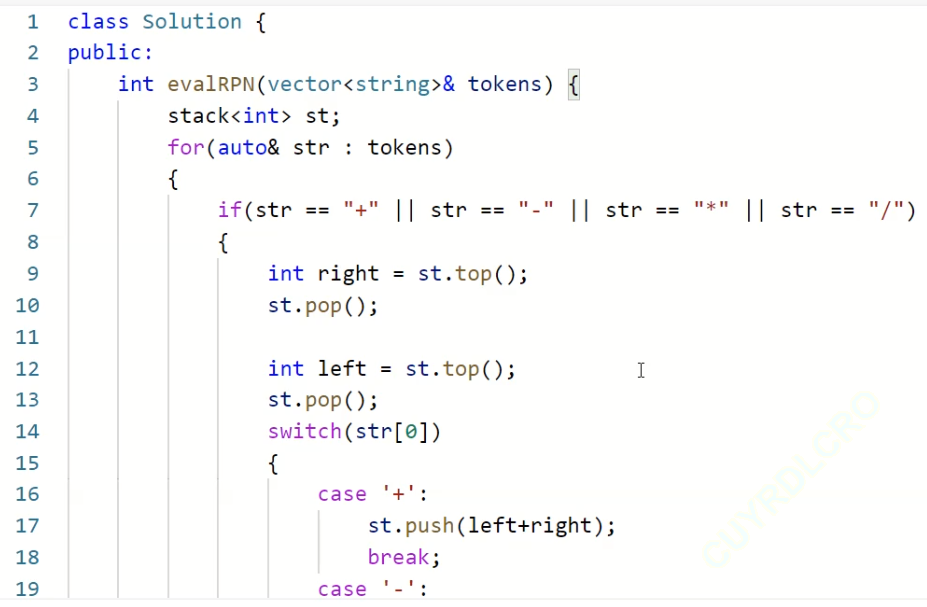 1 class Solution {
2 public:
3 int evalRPN(vector<string>& tokens) {
4 stack<int> st;
5 for(auto& str : tokens)
6 {
7 if(str == "+" || str == "-" || str == "*" || str == "/")
8 {
9 int right = st.top();
10 st.pop();
11
12 int left = st.top();
13 st.pop();
14 switch(str[0])
15 {
16 case '+':
17 st.push(left+right);
18 break;
19 case '-':
CUYRDLCRO